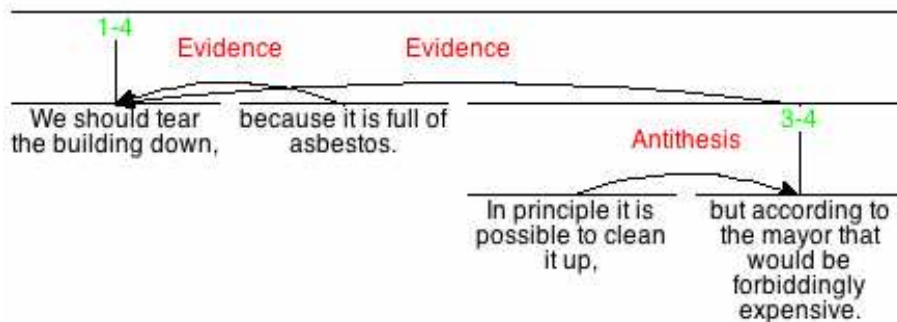 1-4
Evidence Evidence
We should tear
the building down,
because it is full of
asbestos.
3-4
Antithesis
In principle it is
possible to clean
it up,
but according to
the mayor that
would be
forbiddingly
expensive.